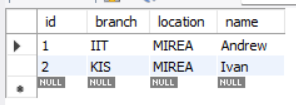 id branch location name
1 IIT MIREA Andrew
2 KIS MIREA Ivan
NULL NULL NULL NULL